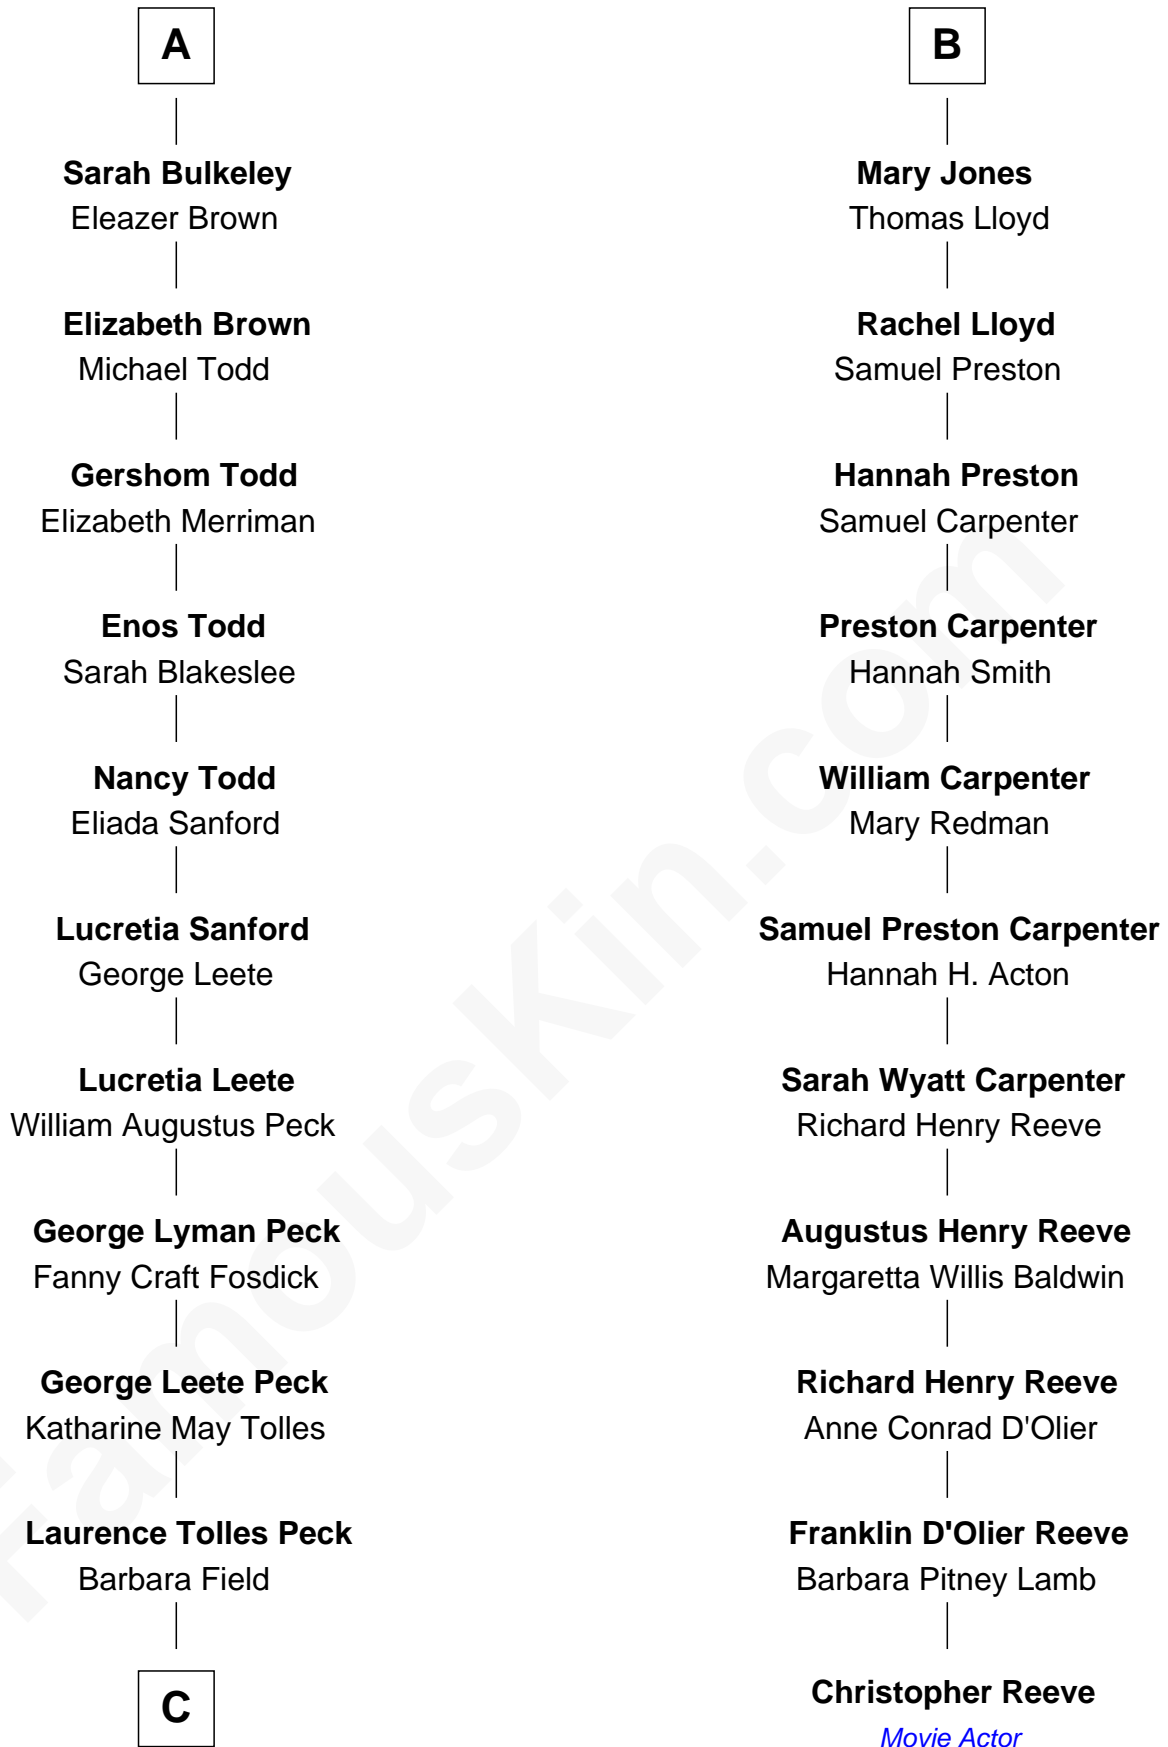 A
Sarah Bulkeley
Eleazer Brown
Elizabeth Brown
Michael Todd
Gershom Todd
Elizabeth Merriman
Enos Todd
Sarah Blakeslee
Nancy Todd
Eliada Sanford
Lucretia Sanford
George Leete
Lucretia Leete
William Augustus Peck
George Lyman Peck
Fanny Craft Fosdick
George Leete Peck
Katharine May Tolles
Laurence Tolles Peck
Barbara Field
C
B
Mary Jones
Thomas Lloyd
Rachel Lloyd
Samuel Preston
Hannah Preston
Samuel Carpenter
Preston Carpenter
Hannah Smith
William Carpenter
Mary Redman
Samuel Preston Carpenter
Hannah H. Acton
Sarah Wyatt Carpenter
Richard Henry Reeve
Augustus Henry Reeve
Margaretta Willis Baldwin
Richard Henry Reeve
Anne Conrad D'Olier
Franklin D'Olier Reeve
Barbara Pitney Lamb
Christopher Reeve
Movie Actor
FamousKin.com